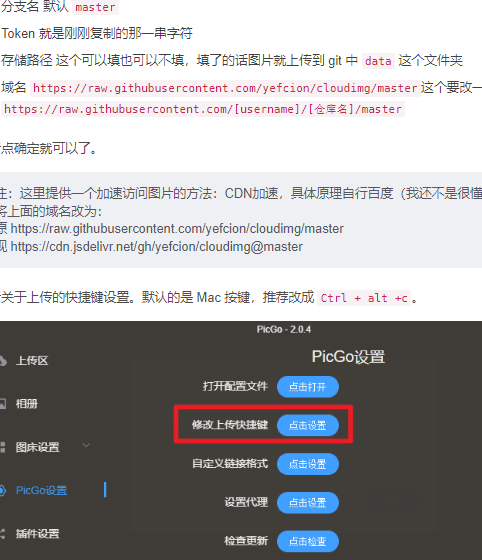 分支名 默认 master
Token 就是刚刚复制的那一串字符
存储路径 这个可以填也可以不填，填了的话图片就上传到 git 中 data 这个文件夹
域名 https://raw.githubusercontent.com/yefcion/cloudimg/master 这个要改一
https://raw.githubusercontent.com/[username]/[仓库名]/master
点确定就可以了。
注：这里提供一个加速访问图片的方法：CDN加速，具体原理自行百度（我还不是很懂
将上面的域名改为：
原 https://raw.githubusercontent.com/yefcion/cloudimg/master
现 https://cdn.jsdelivr.net/gh/yefcion/cloudimg@master
关于上传的快捷键设置。默认的是 Mac 按键，推荐改成 Ctrl + alt +c 。
PicGo - 2.0.4
上传区
相册
图床设置
PicGo设置
插件设置
PicGo设置
打开配置文件 点击打开
修改上传快捷键 点击设置
自定义链接格式 点击设置
设置代理 点击设置
检查更新 点击检查